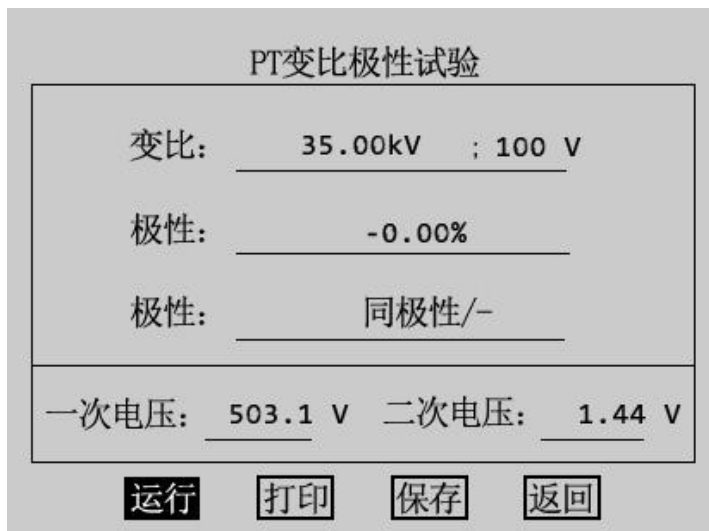 PT变比极性试验
变比: 35.00kV ; 100 V
极性: -0.00%
极性: 同极性/-
一次电压: 503.1 V 二次电压: 1.44 V
运行 打印 保存 返回